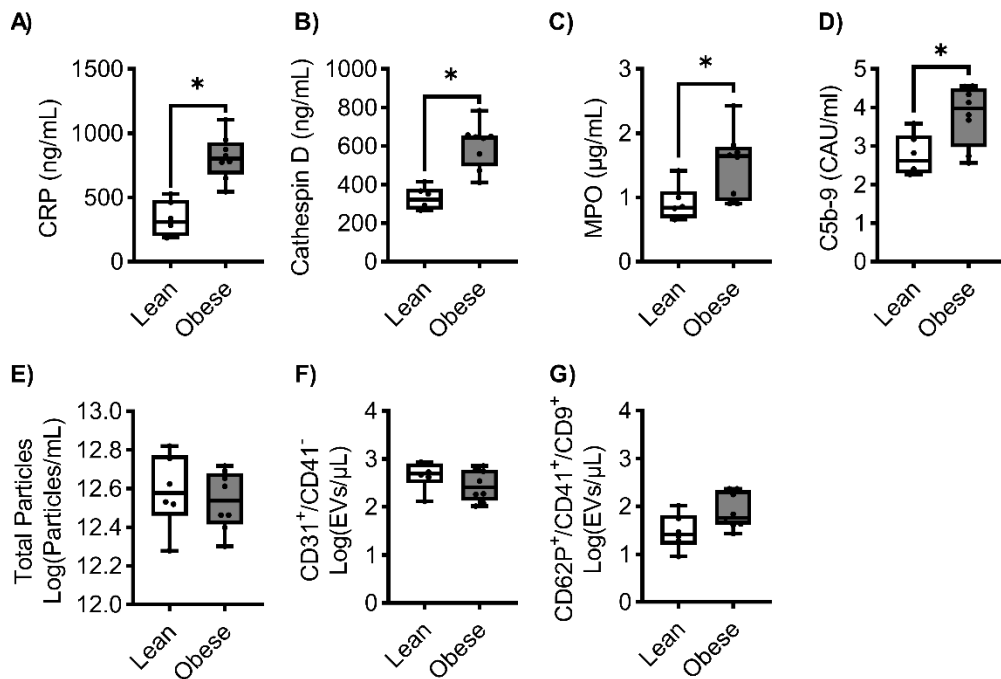 A)
CRP (ng/mL)
1500
1000
500
0
*
Lean
Obese
B)
Cathespin D (ng/mL)
1000
800
600
400
200
0
*
Lean
Obese
C)
MPO (µg/mL)
3
2
1
0
*
Lean
Obese
D)
C5b-9 (CAU/ml)
5
4
3
2
1
0
*
Lean
Obese
E)
Total Particles
Log(Particles/mL)
13.0
12.8
12.6
12.4
12.2
12.0
Lean
Obese
F)
CD31⁺/CD41⁻
Log(EVs/µL)
4
3
2
1
0
Lean
Obese
G)
CD62P⁺/CD41⁺/CD9⁺
Log(EVs/µL)
4
3
2
1
0
Lean
Obese